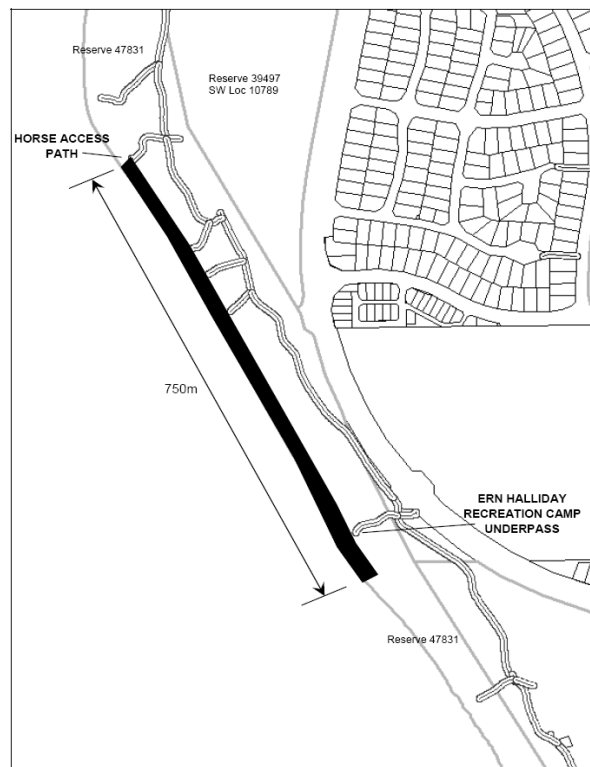 Reserve 47831
Reserve 39497
SW Loc 10789
HORSE ACCESS
PATH
750m
ERN HALLIDAY
RECREATION CAMP
UNDERPASS
Reserve 47831